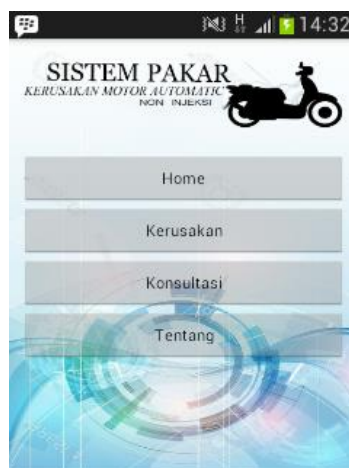 H
14:32
SISTEM PAKAR
KERUSAKAN MOTOR AUTOMATIC
NON INJEKSI
Home
Kerusakan
Konsultasi
Tentang